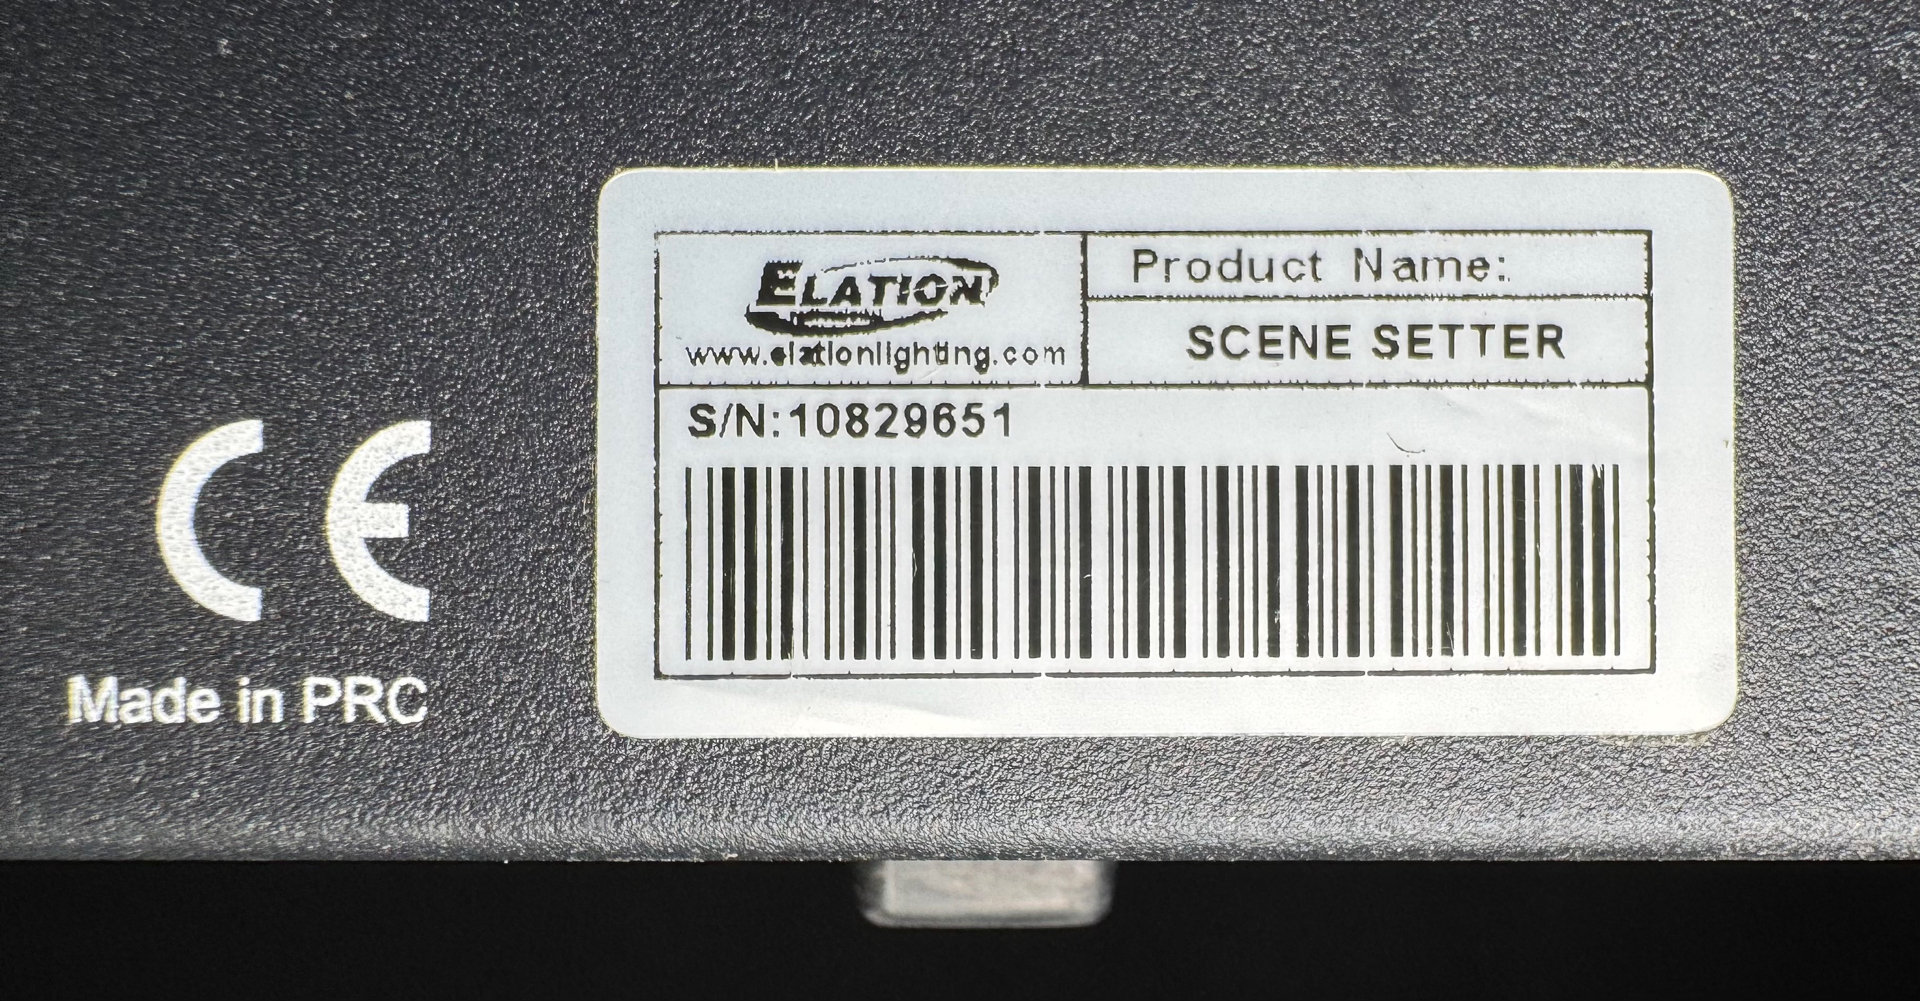 ELATION
www.elationlighting.com
Product Name:
SCENE SETTER
S/N:10829651
CE
Made in PRC